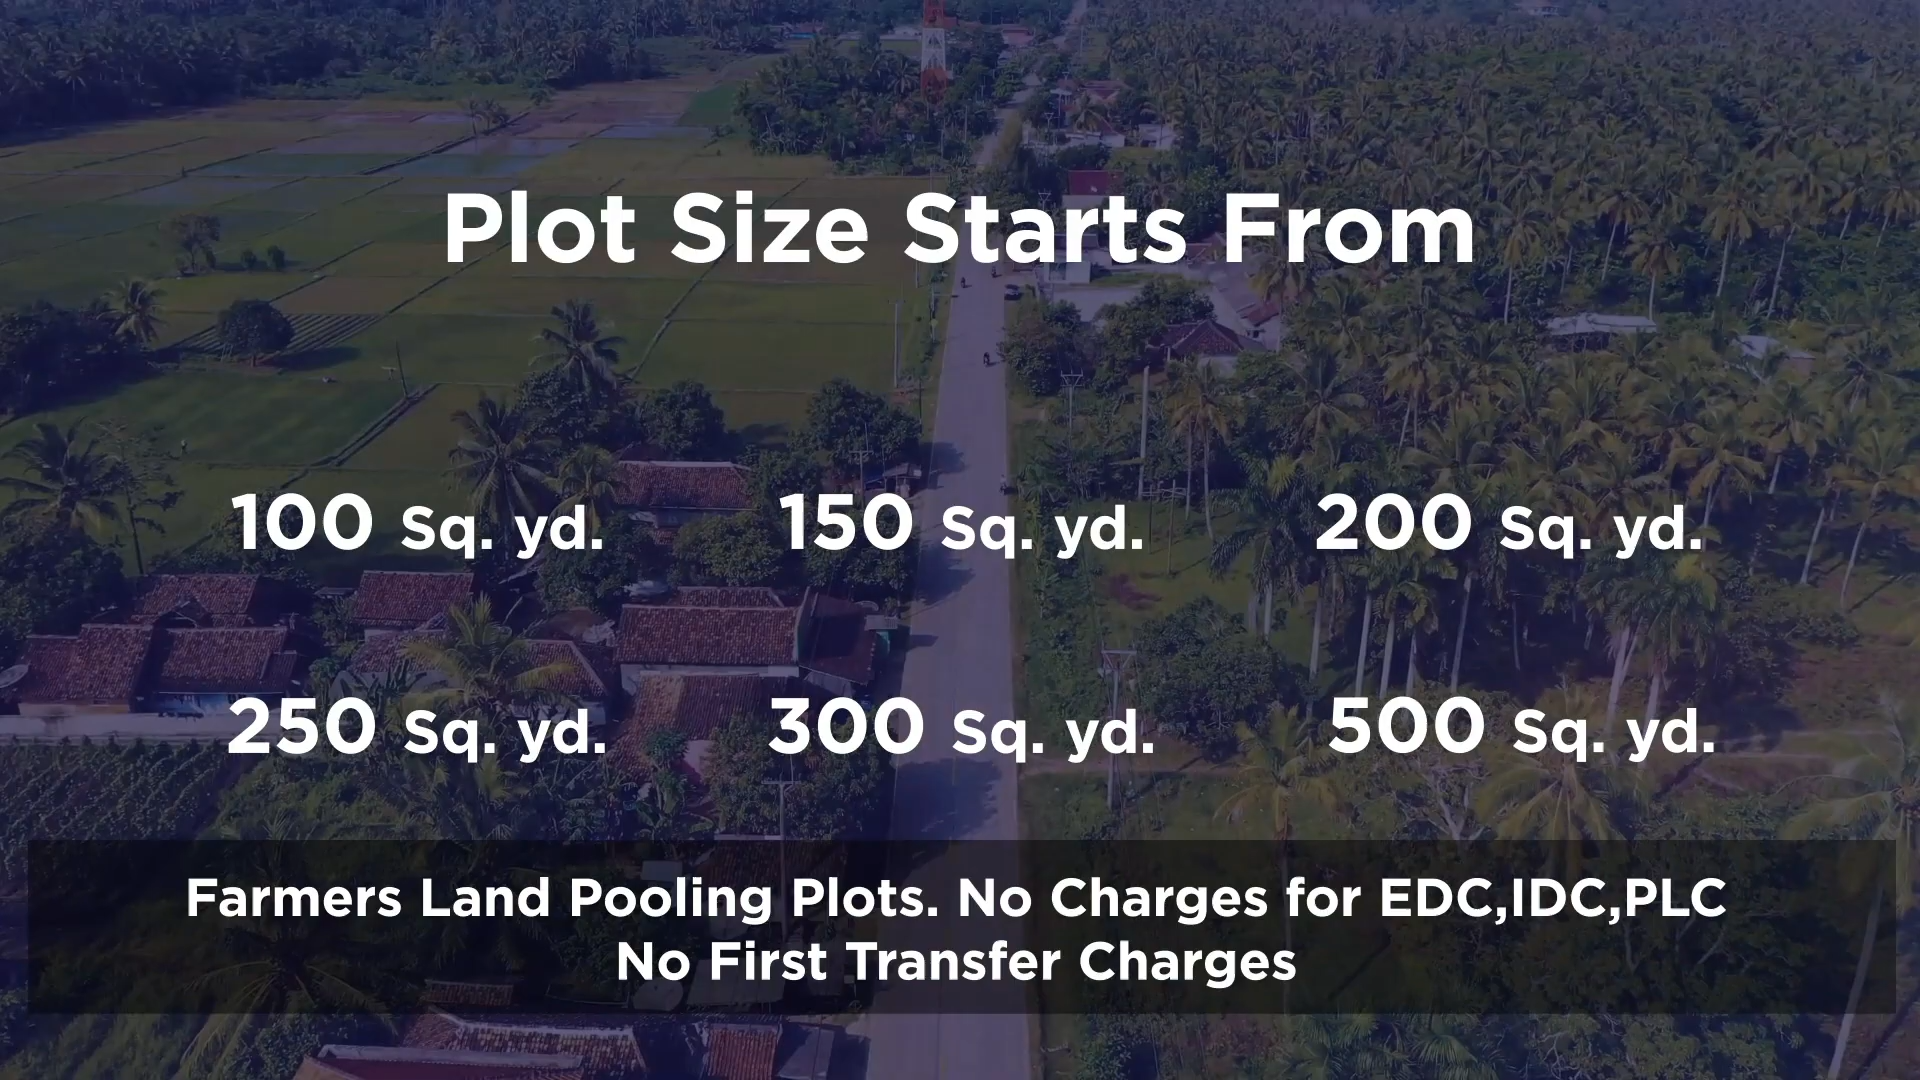 Plot Size Starts From
100 Sq. yd. 150 Sq. yd. 200 Sq. yd.
250 Sq. yd. 300 Sq. yd. 500 Sq. yd.
Farmers Land Pooling Plots. No Charges for EDC,IDC,PLC
No First Transfer Charges